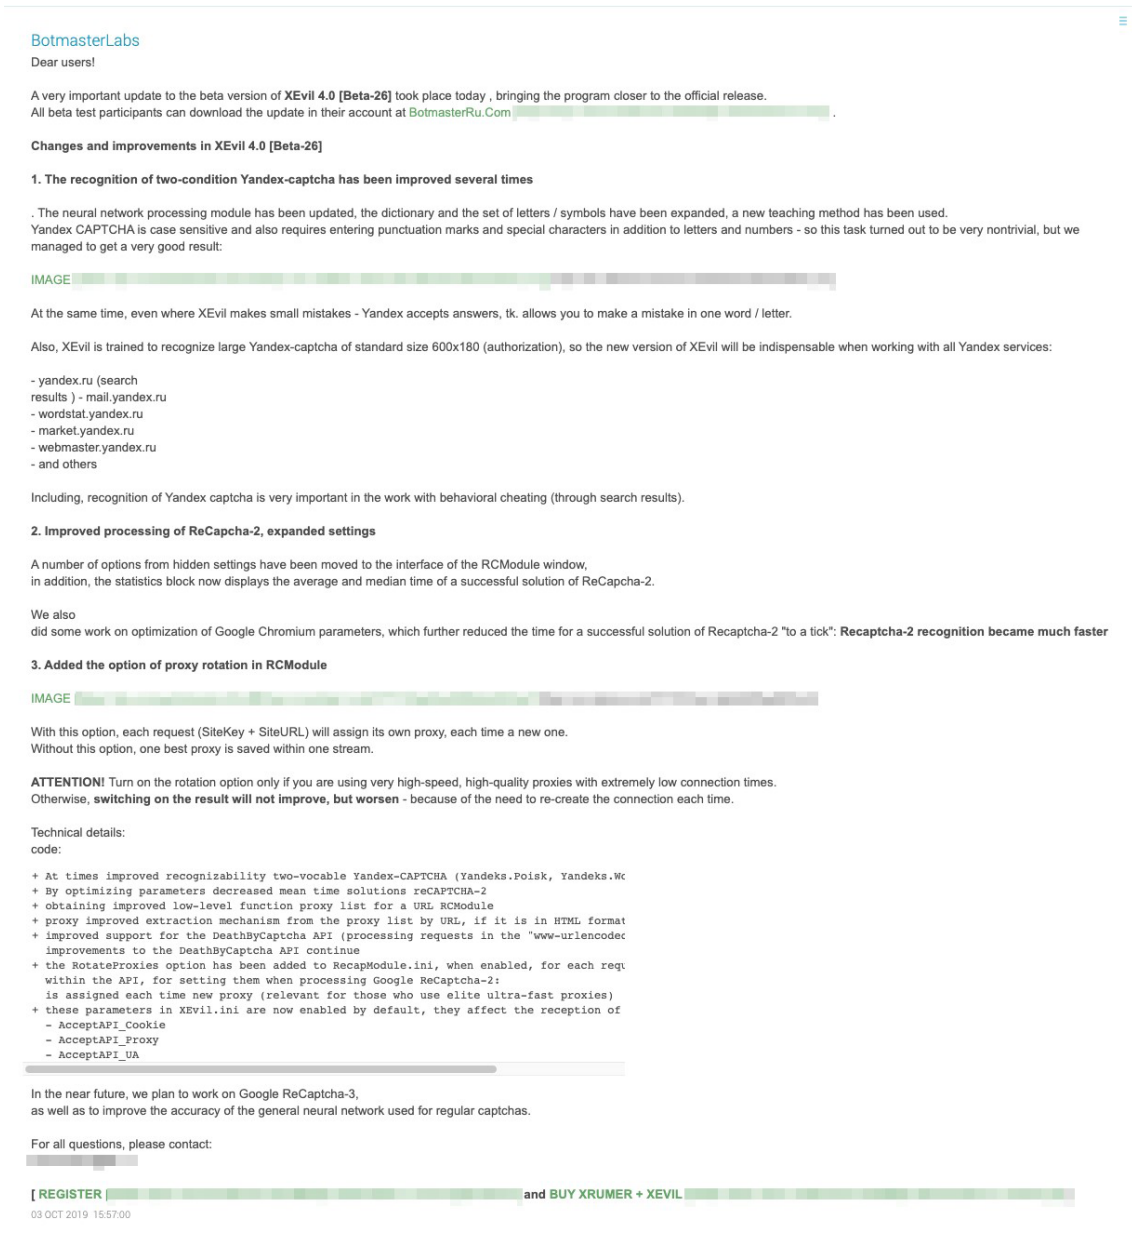 BotmasterLabs
Dear users!
A very important update to the beta version of XEvil 4.0 [Beta-26] took place today , bringing the program closer to the official release.
All beta test participants can download the update in their account at BotmasterRu.Com .
Changes and improvements in XEvil 4.0 [Beta-26]
1. The recognition of two-condition Yandex-captcha has been improved several times
. The neural network processing module has been updated, the dictionary and the set of letters / symbols have been expanded, a new teaching method has been used.
Yandex CAPTCHA is case sensitive and also requires entering punctuation marks and special characters in addition to letters and numbers - so this task turned out to be very nontrivial, but we
managed to get a very good result:
IMAGE
At the same time, even where XEvil makes small mistakes - Yandex accepts answers, tk. allows you to make a mistake in one word / letter.
Also, XEvil is trained to recognize large Yandex-captcha of standard size 600x180 (authorization), so the new version of XEvil will be indispensable when working with all Yandex services:
- yandex.ru (search
results ) - mail.yandex.ru
- wordstat.yandex.ru
- market.yandex.ru
- webmaster.yandex.ru
- and others
Including, recognition of Yandex captcha is very important in the work with behavioral cheating (through search results).
2. Improved processing of ReCapcha-2, expanded settings
A number of options from hidden settings have been moved to the interface of the RCModule window,
in addition, the statistics block now displays the average and median time of a successful solution of ReCapcha-2.
We also
did some work on optimization of Google Chromium parameters, which further reduced the time for a successful solution of Recaptcha-2 "to a tick": Recaptcha-2 recognition became much faster
3. Added the option of proxy rotation in RCModule
IMAGE
With this option, each request (SiteKey + SiteURL) will assign its own proxy, each time a new one.
Without this option, one best proxy is saved within one stream.
ATTENTION! Turn on the rotation option only if you are using very high-speed, high-quality proxies with extremely low connection times.
Otherwise, switching on the result will not improve, but worsen - because of the need to re-create the connection each time.
Technical details:
code:
+ At times improved recognizability two-vocable Yandex-CAPTCHA (Yandeks.Poisk, Yandeks.Wo
+ By optimizing parameters decreased mean time solutions reCAPTCHA-2
+ obtaining improved low-level function proxy list for a URL RCModule
+ proxy improved extraction mechanism from the proxy list by URL, if it is in HTML format
+ improved support for the DeathByCaptcha API (processing requests in the "www-urlencoded
improvements to the DeathByCaptcha API continue
+ the RotateProxies option has been added to RecapModule.ini, when enabled, for each requ
within the API, for setting them when processing Google ReCaptcha-2:
is assigned each time new proxy (relevant for those who use elite ultra-fast proxies)
+ these parameters in XEvil.ini are now enabled by default, they affect the reception of
- AcceptAPI_Cookie
- AcceptAPI_Proxy
- AcceptAPI_UA
In the near future, we plan to work on Google ReCaptcha-3,
as well as to improve the accuracy of the general neural network used for regular captchas.
For all questions, please contact:
[ REGISTER and BUY XRUMER + XEVIL
03 OCT 2019 15:57:00